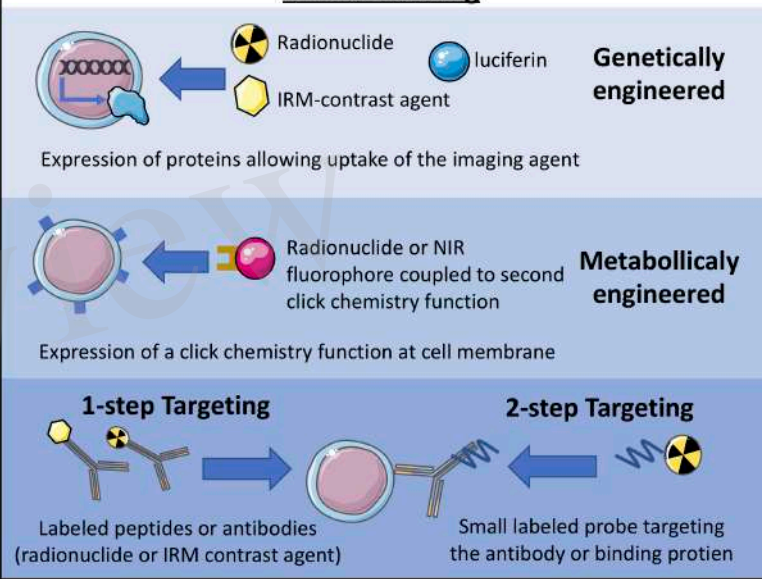 Radionuclide
luciferin
IRM-contrast agent
Genetically
engineered
Expression of proteins allowing uptake of the imaging agent
Radionuclide or NIR
fluorophore coupled to second
click chemistry function
Metabollicaly
engineered
Expression of a click chemistry function at cell membrane
1-step Targeting
2-step Targeting
Labeled peptides or antibodies
(radionuclide or IRM contrast agent)
Small labeled probe targeting
the antibody or binding protien
view